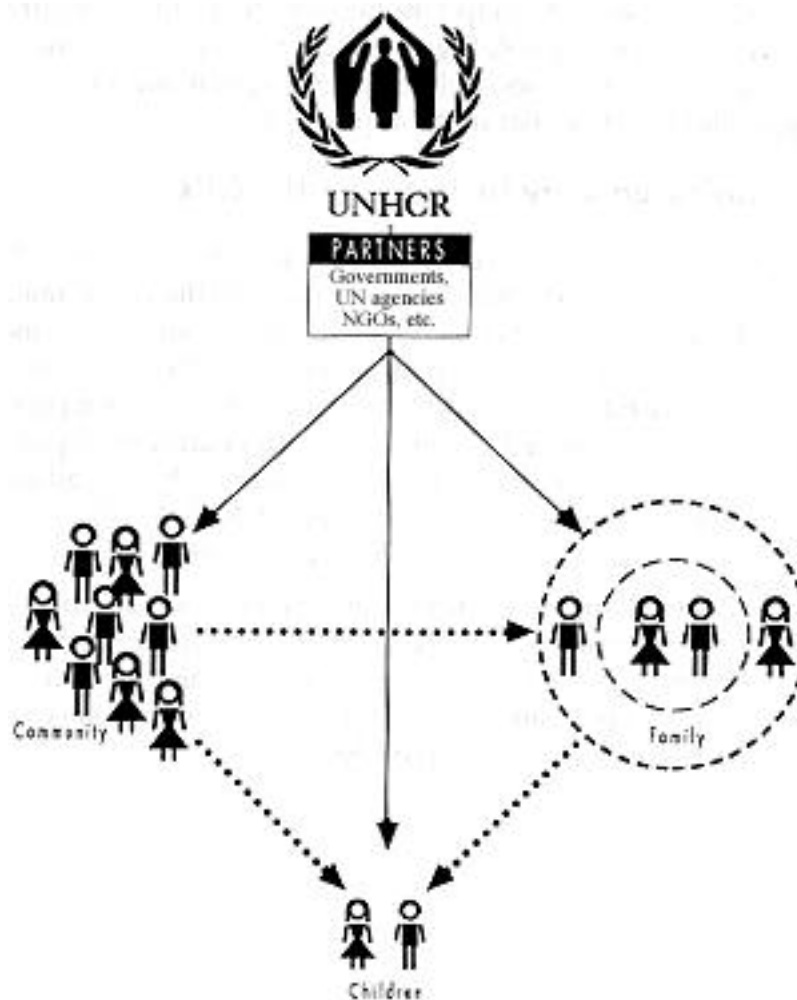 UNHCR
PARTNERS
Governments,
UN agencies
NGOs, etc.
Community
Family
Children